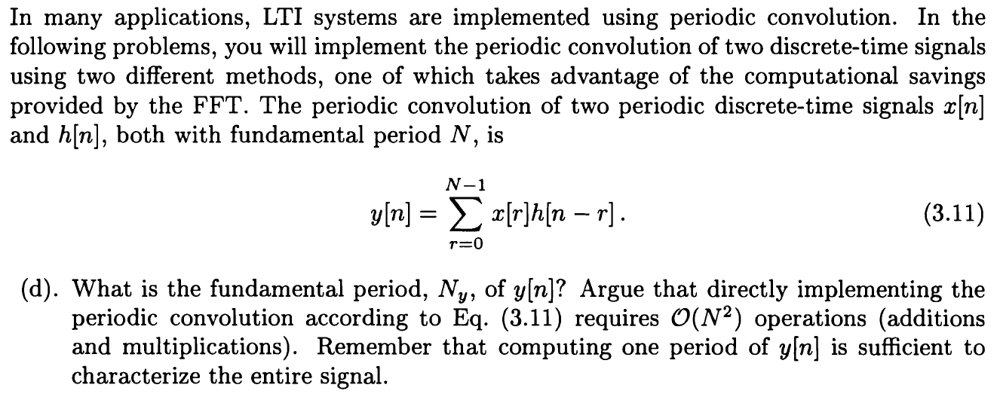 In many applications, LTI systems are implemented using periodic convolution. In the
following problems, you will implement the periodic convolution of two discrete-time signals
using two different methods, one of which takes advantage of the computational savings
provided by the FFT. The periodic convolution of two periodic discrete-time signals x[n]
and h[n], both with fundamental period N, is
y[n] = \sum_{r=0}^{N-1} x[r]h[n − r] . (3.11)
(d). What is the fundamental period, N_y, of y[n]? Argue that directly implementing the
periodic convolution according to Eq. (3.11) requires O(N²) operations (additions
and multiplications). Remember that computing one period of y[n] is sufficient to
characterize the entire signal.